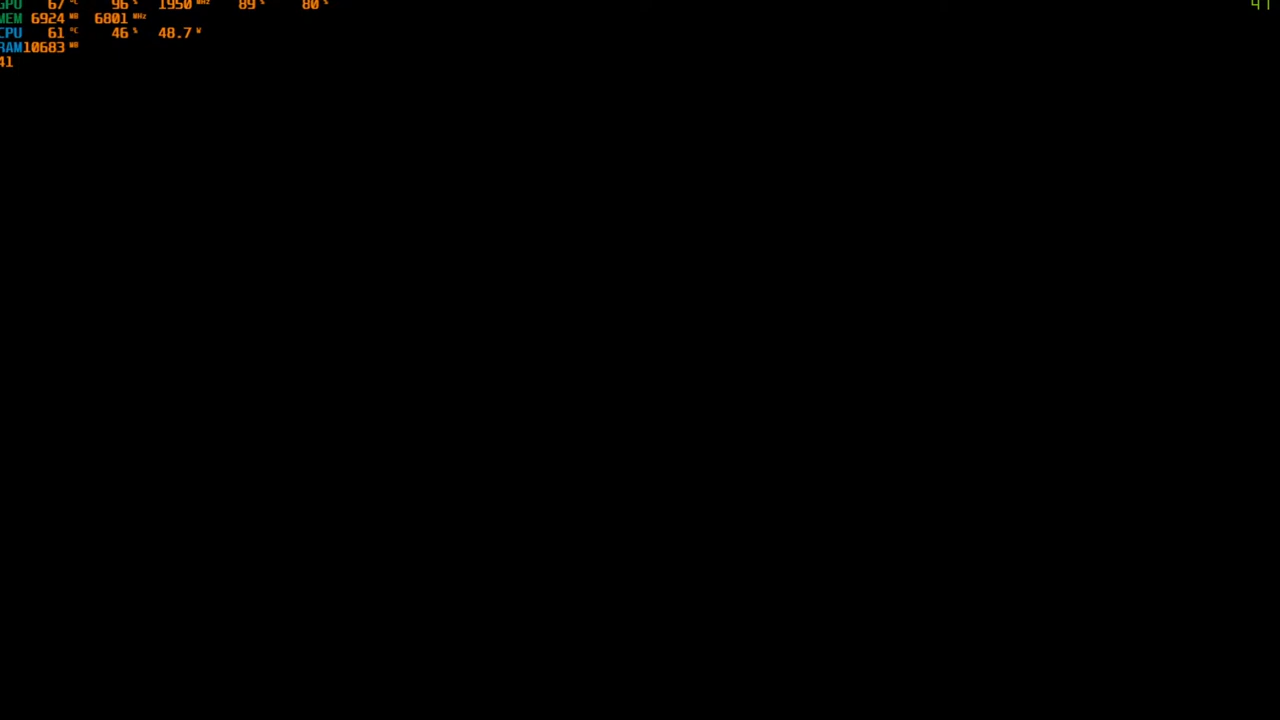 GPU 67 °C 96 % 1950 MHz 89 % 80 %
41
MEM 6924 MB 6801 MHz
CPU 61 °C 46 % 48.7 W
RAM 10683 MB
41